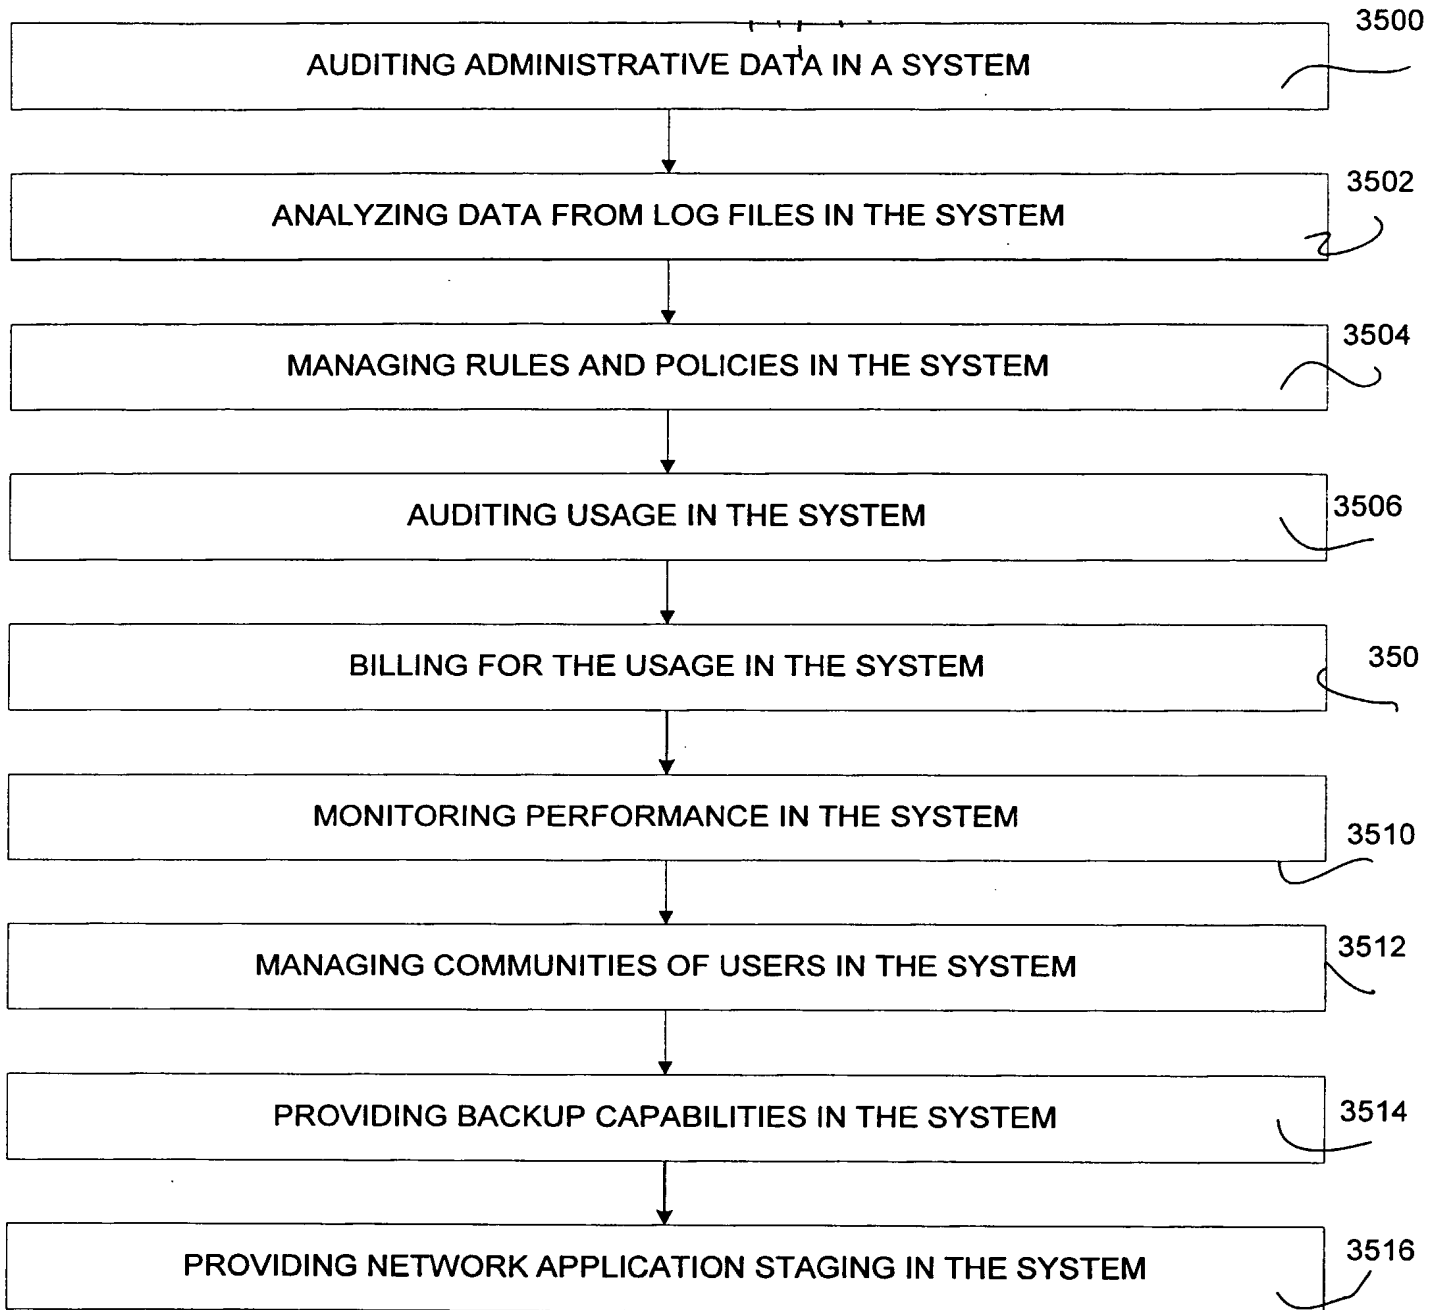 3500
AUDITING ADMINISTRATIVE DATA IN A SYSTEM
3502
ANALYZING DATA FROM LOG FILES IN THE SYSTEM
3504
MANAGING RULES AND POLICIES IN THE SYSTEM
3506
AUDITING USAGE IN THE SYSTEM
350
BILLING FOR THE USAGE IN THE SYSTEM
MONITORING PERFORMANCE IN THE SYSTEM
3510
3512
MANAGING COMMUNITIES OF USERS IN THE SYSTEM
3514
PROVIDING BACKUP CAPABILITIES IN THE SYSTEM
3516
PROVIDING NETWORK APPLICATION STAGING IN THE SYSTEM